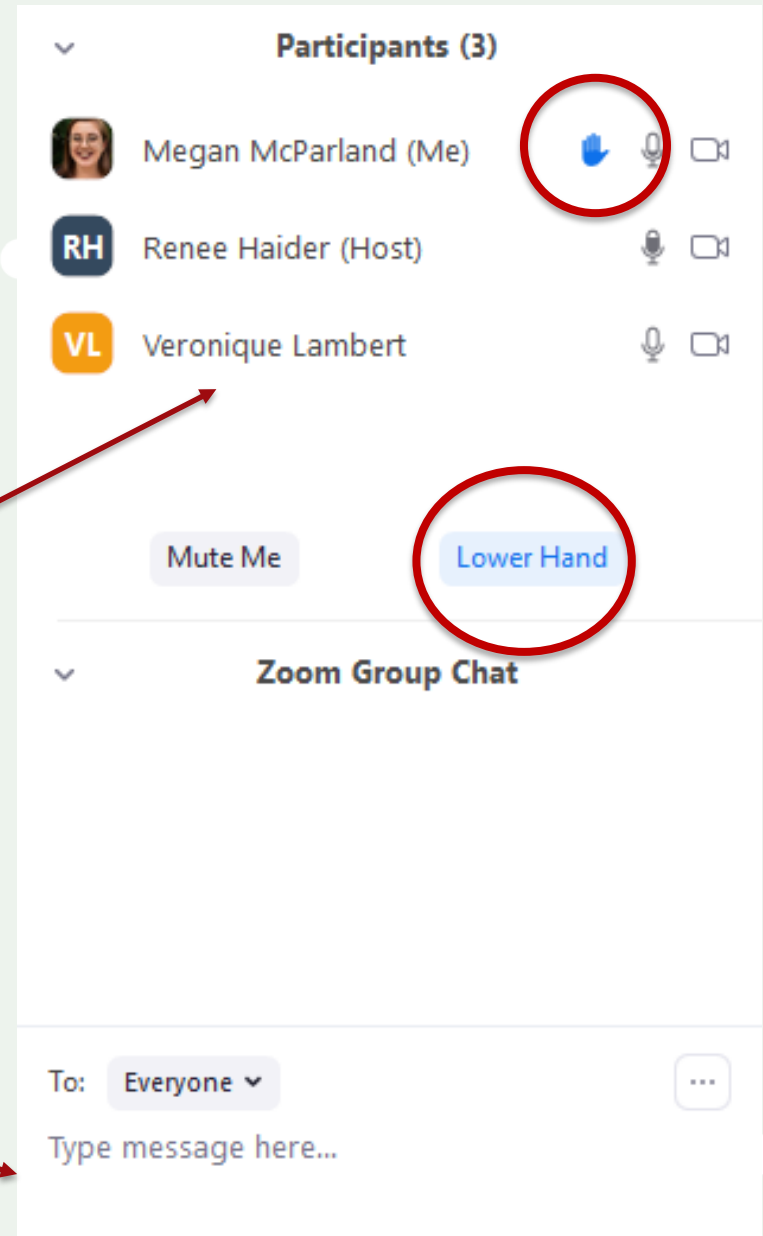 Participants (3)
Megan McParland (Me)
RH Renee Haider (Host)
VL Veronique Lambert
Mute Me Lower Hand
Zoom Group Chat
To: Everyone
Type message here...